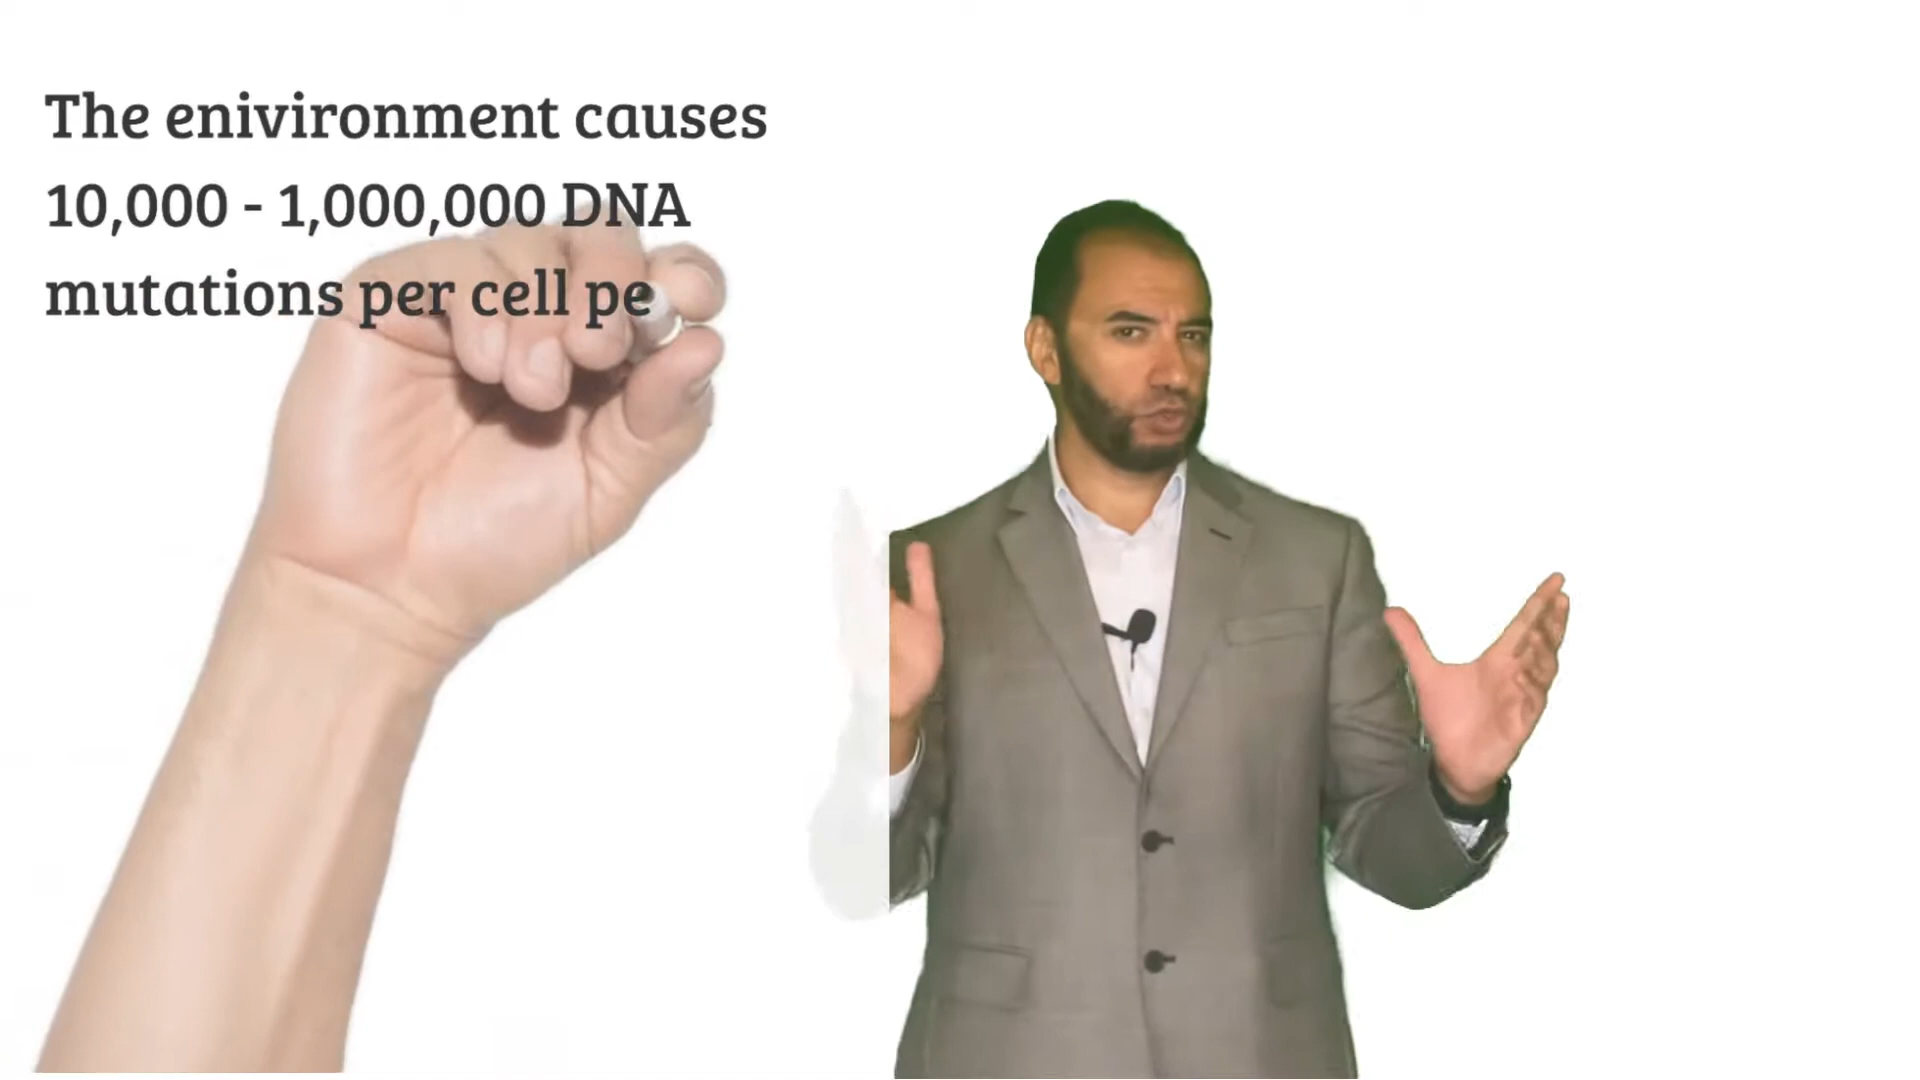 The enivironment causes
10,000 - 1,000,000 DNA
mutations per cell pe